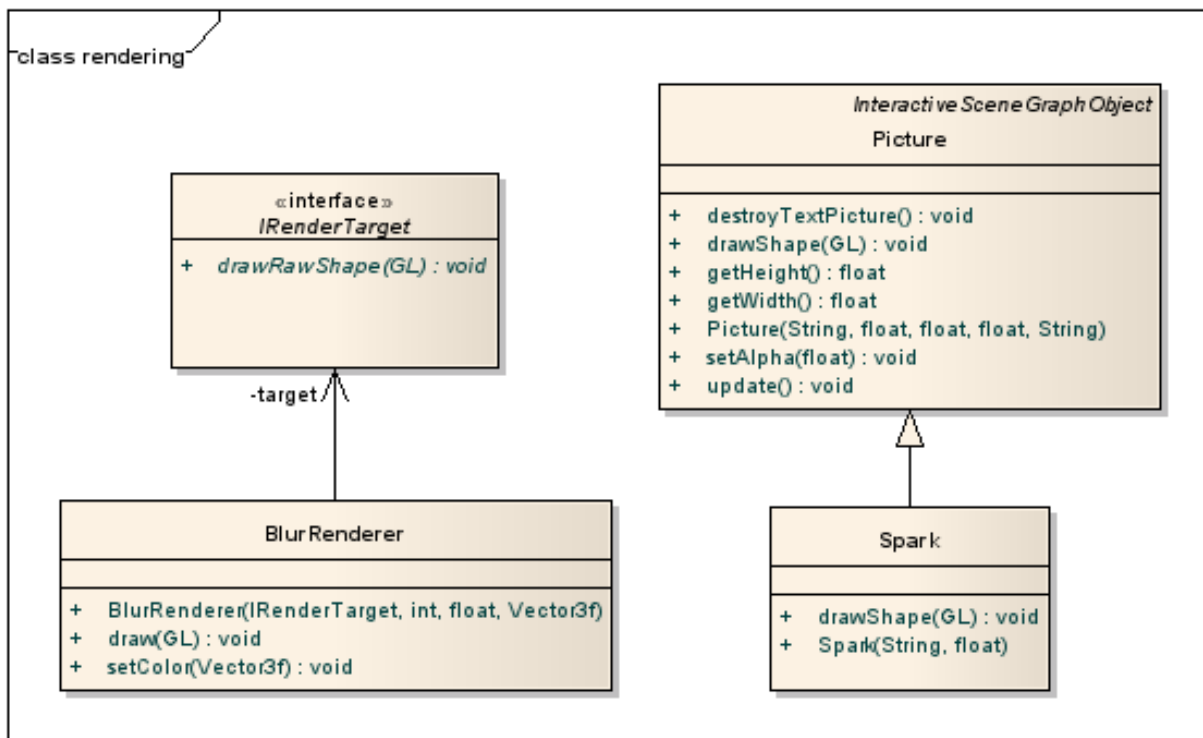 class rendering
«interface»
IRenderTarget
+ drawRawShape(GL) : void
-target
BlurRenderer
+ BlurRenderer(IRenderTarget, int, float, Vector3f)
+ draw(GL) : void
+ setColor(Vector3f) : void
InteractiveSceneGraphObject
Picture
+ destroyTextPicture() : void
+ drawShape(GL) : void
+ getHeight() : float
+ getWidth() : float
+ Picture(String, float, float, float, String)
+ setAlpha(float) : void
+ update() : void
Spark
+ drawShape(GL) : void
+ Spark(String, float)